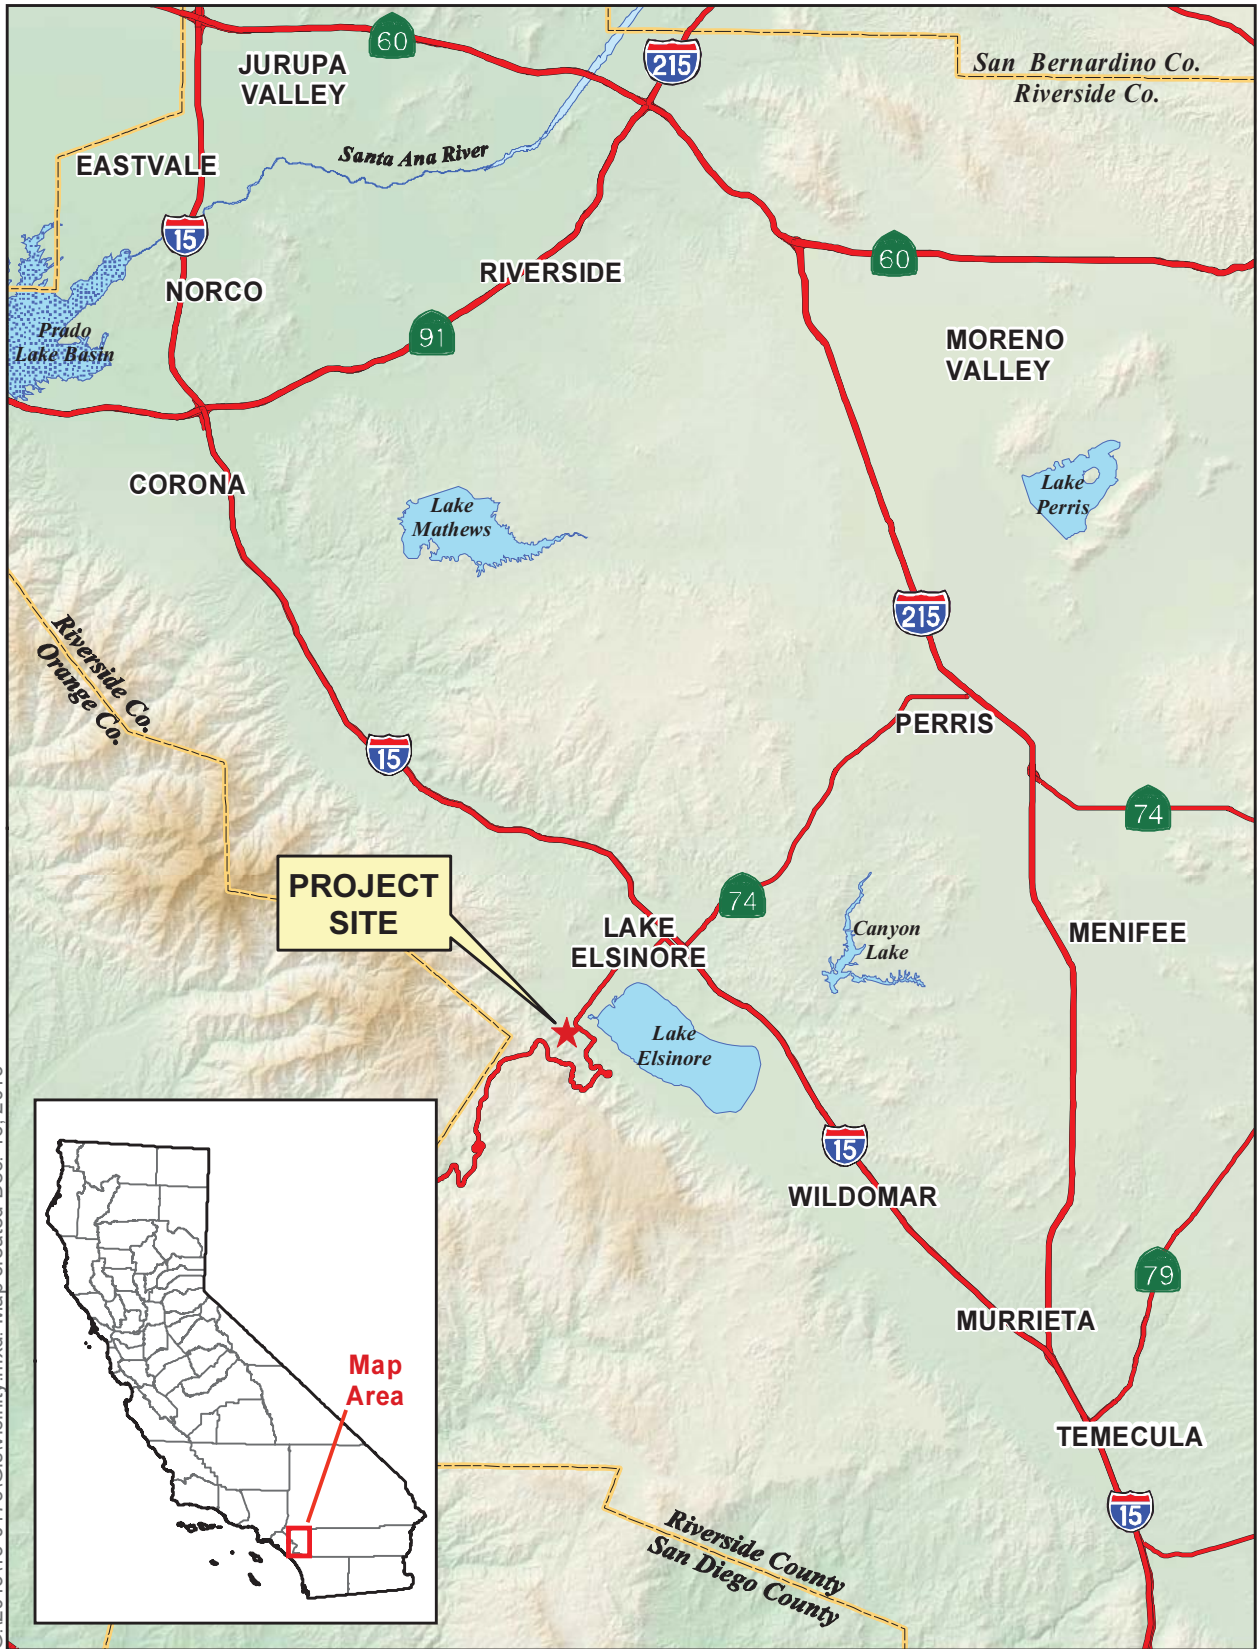 60
215
JURUPA
VALLEY
San Bernardino Co.
Riverside Co.
Santa Ana River
EASTVALE
15
60
NORCO
RIVERSIDE
91
Prado
Lake Basin
MORENO
VALLEY
CORONA
Lake
Mathews
Lake
Perris
215
Riverside Co.
Orange Co.
PERRIS
15
74
PROJECT
SITE
74
LAKE
ELSINORE
Canyon
Lake
MENIFEE
Lake
Elsinore
15
WILDOMAR
79
MURRIETA
Map
Area
TEMECULA
15
Riverside County
San Diego County